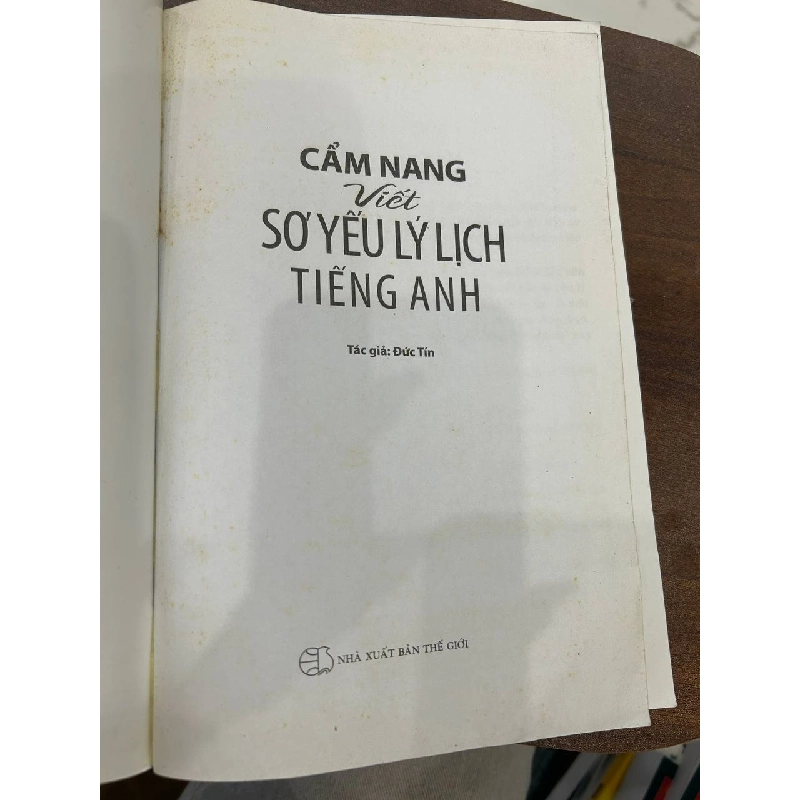 CẨM NANG
Viết
SƠ YẾU LÝ LỊCH
TIẾNG ANH
Tác giả: Đức Tín
NHÀ XUẤT BẢN THẾ GIỚI